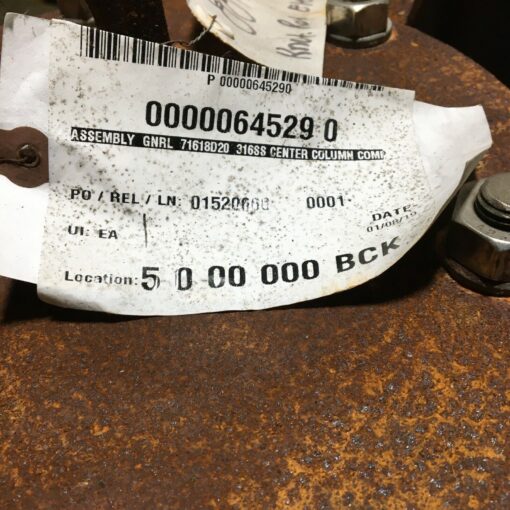 P 00000645290
0000064529 0
ASSEMBLY GNRL 71618D20 316SS CENTER COLUMN COMP
PO / REL / LN: 0001
DATE
UI: EA
Location: 5 0 00 000 BCK